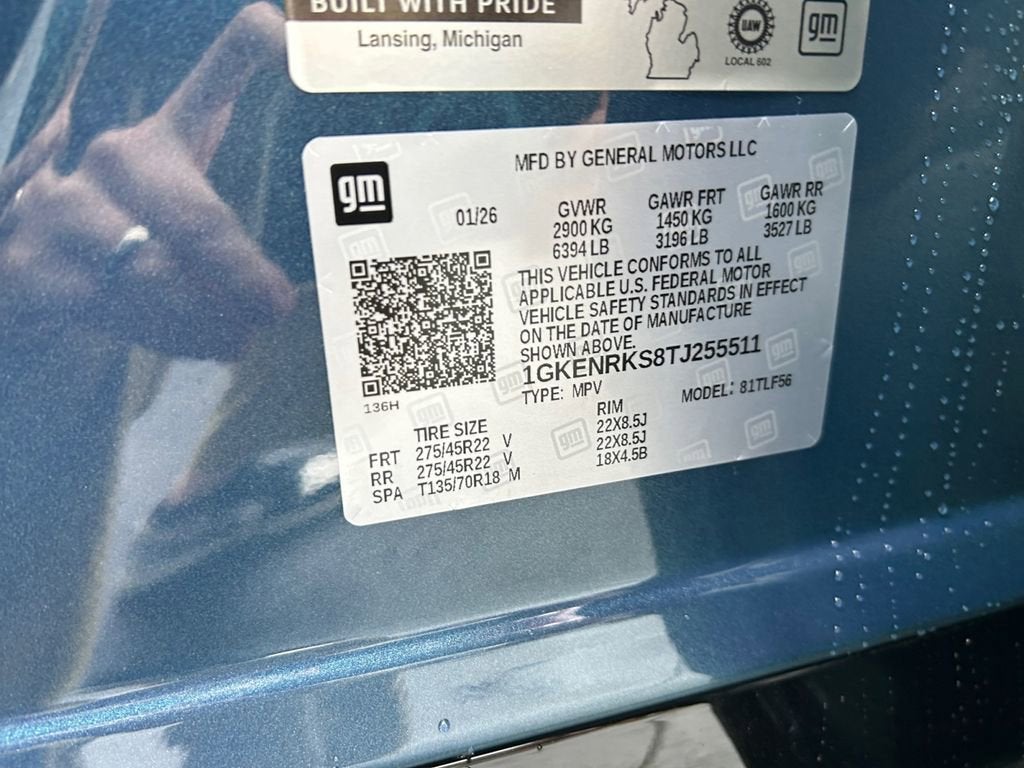 BUILT WITH PRIDE
Lansing, Michigan
UAW
LOCAL 602
gm
gm
MFD BY GENERAL MOTORS LLC
01/26
GVWR
2900 KG
6394 LB
GAWR FRT
1450 KG
3196 LB
GAWR RR
1600 KG
3527 LB
THIS VEHICLE CONFORMS TO ALL
APPLICABLE U.S. FEDERAL MOTOR
VEHICLE SAFETY STANDARDS IN EFFECT
ON THE DATE OF MANUFACTURE
SHOWN ABOVE.
1GKENRKS8TJ255511
TYPE: MPV MODEL: 81TLF56
136H
TIRE SIZE RIM
FRT 275/45R22 V 22X8.5J
RR 275/45R22 V 22X8.5J
SPA T135/70R18 M 18X4.5B